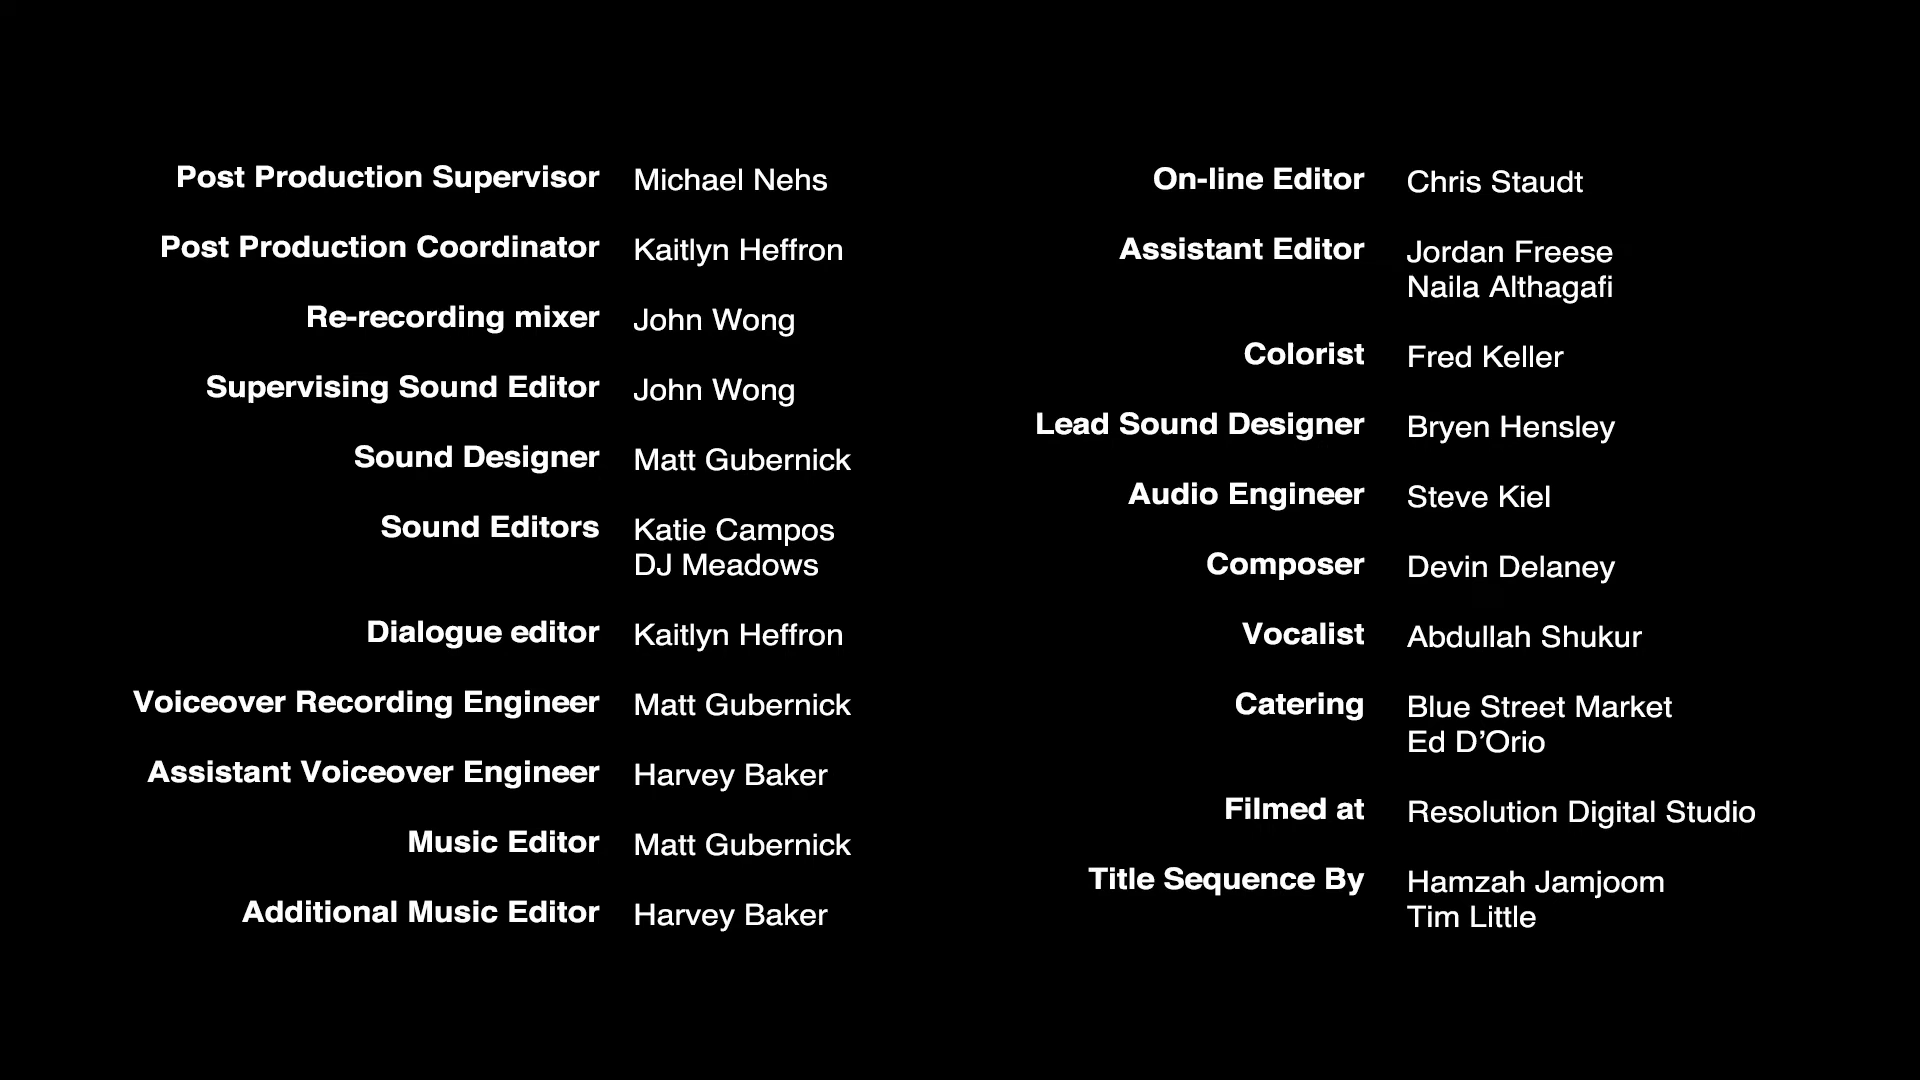 Post Production Supervisor Michael Nehs
Post Production Coordinator Kaitlyn Heffron
Re-recording mixer John Wong
Supervising Sound Editor John Wong
Sound Designer Matt Gubernick
Sound Editors Katie Campos
DJ Meadows
Dialogue editor Kaitlyn Heffron
Voiceover Recording Engineer Matt Gubernick
Assistant Voiceover Engineer Harvey Baker
Music Editor Matt Gubernick
Additional Music Editor Harvey Baker
On-line Editor Chris Staudt
Assistant Editor Jordan Freese
Naila Althagafi
Colorist Fred Keller
Lead Sound Designer Bryen Hensley
Audio Engineer Steve Kiel
Composer Devin Delaney
Vocalist Abdullah Shukur
Catering Blue Street Market
Ed D’Orio
Filmed at Resolution Digital Studio
Title Sequence By Hamzah Jamjoom
Tim Little